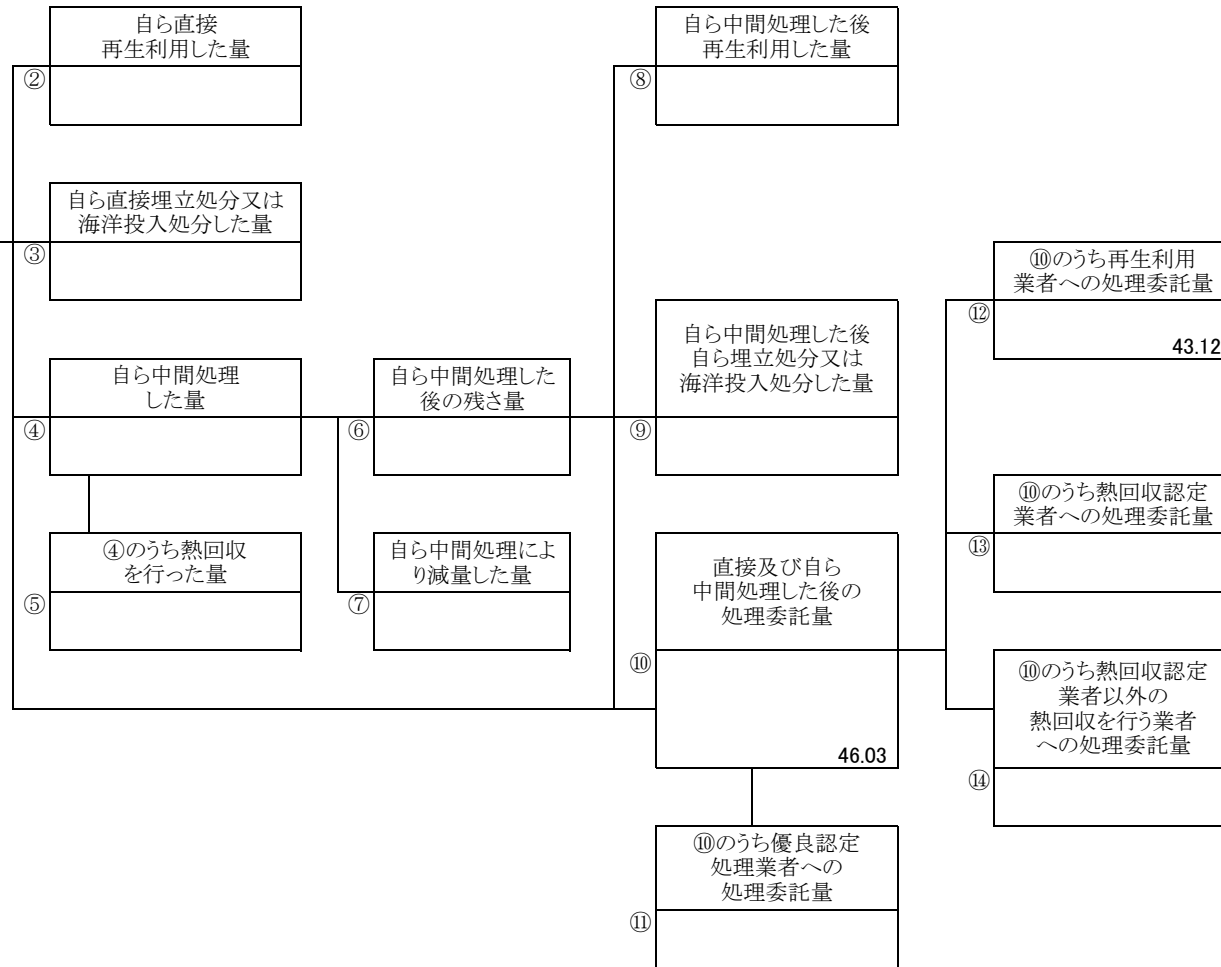 自ら直接
再生利用した量
②
自ら中間処理した後
再生利用した量
⑧
自ら直接埋立処分又は
海洋投入処分した量
③
⑩のうち再生利用
業者への処理委託量
⑫
43.12
自ら中間処理
した量
④
自ら中間処理した
後の残さ量
⑥
自ら中間処理した後
自ら埋立処分又は
海洋投入処分した量
⑨
⑩のうち熱回収認定
業者への処理委託量
⑬
④のうち熱回収
を行った量
⑤
自ら中間処理によ
り減量した量
⑦
直接及び自ら
中間処理した後の
処理委託量
⑩
46.03
⑩のうち熱回収認定
業者以外の
熱回収を行う業者
への処理委託量
⑭
⑩のうち優良認定
処理業者への
処理委託量
⑪